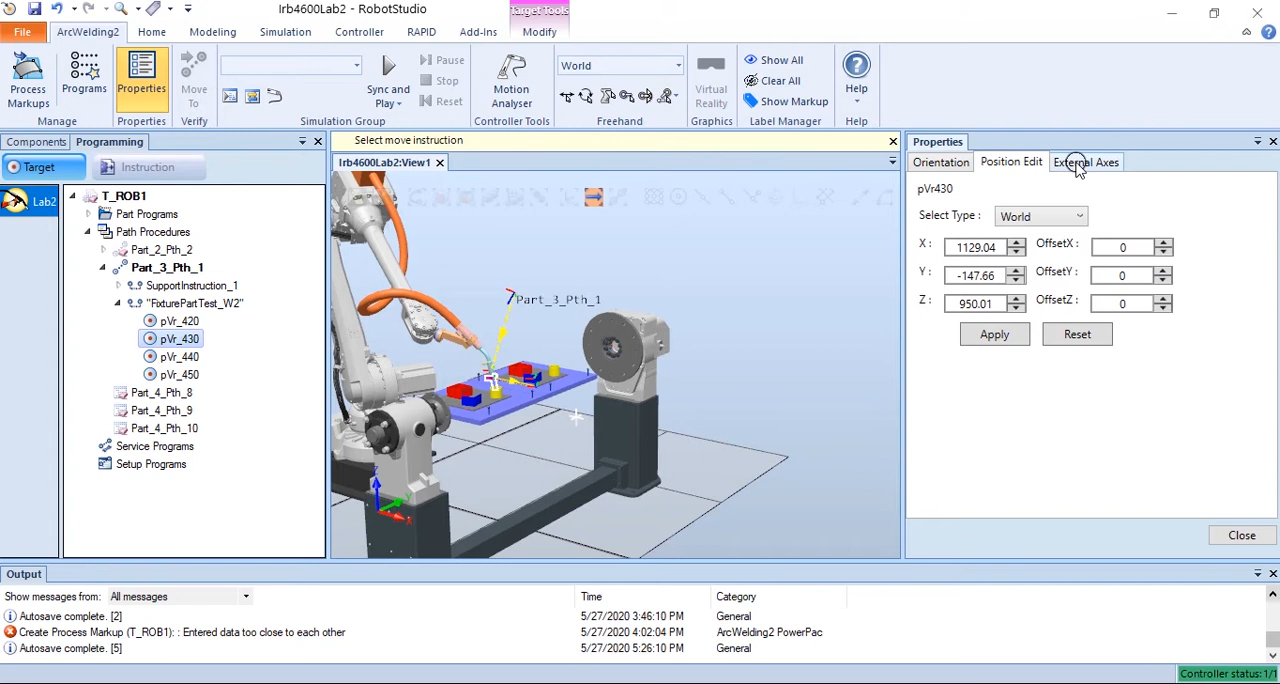 Irb4600Lab2 - RobotStudio
Target Tools
File
ArcWelding2
Home
Modeling
Simulation
Controller
RAPID
Add-Ins
Modify
Process Markups
Programs
Manage
Properties
Properties
Move To
Verify
Sync and Play
Pause
Stop
Reset
Simulation Group
Motion Analyser
Controller Tools
World
Freehand
Virtual Reality
Graphics
Show All
Clear All
Show Markup
Label Manager
Help
Help
Components
Programming
Target
Instruction
Lab2
T_ROB1
Part Programs
Path Procedures
Part_2_Pth_2
Part_3_Pth_1
SupportInstruction_1
"FixturePartTest_W2"
pVr_420
pVr_430
pVr_440
pVr_450
Part_4_Pth_8
Part_4_Pth_9
Part_4_Pth_10
Service Programs
Setup Programs
Select move instruction
Irb4600Lab2:View1
Part_3_Pth_1
Z
Y
X
Properties
Orientation
Position Edit
External Axes
pVr430
Select Type : World
X : 1129.04 OffsetX : 0
Y : -147.66 OffsetY : 0
Z : 950.01 OffsetZ : 0
Apply
Reset
Close
Output
Show messages from: All messages
Time
Category
Autosave complete. [2] 5/27/2020 3:46:10 PM General
Create Process Markup (T_ROB1): : Entered data too close to each other 5/27/2020 4:02:04 PM ArcWelding2 PowerPac
Autosave complete. [5] 5/27/2020 5:26:10 PM General
Controller status: 1/1